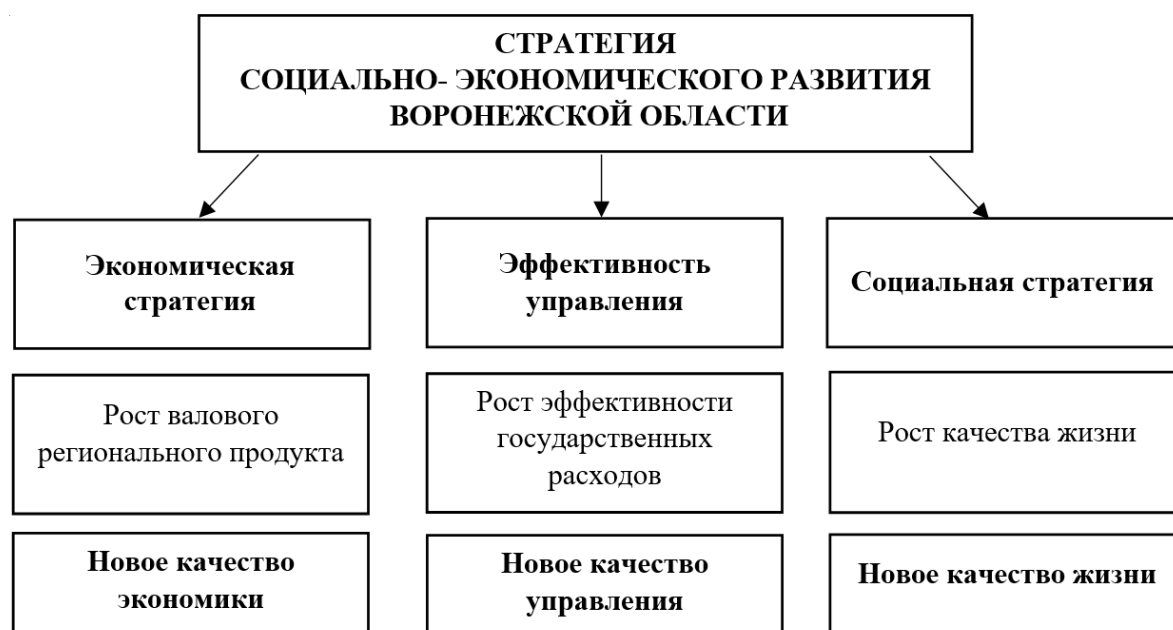 СТРАТЕГИЯ
СОЦИАЛЬНО- ЭКОНОМИЧЕСКОГО РАЗВИТИЯ
ВОРОНЕЖСКОЙ ОБЛАСТИ
Экономическая
стратегия
Эффективность
управления
Социальная стратегия
Рост валового
регионального продукта
Рост эффективности
государственных
расходов
Рост качества жизни
Новое качество
экономики
Новое качество
управления
Новое качество жизни